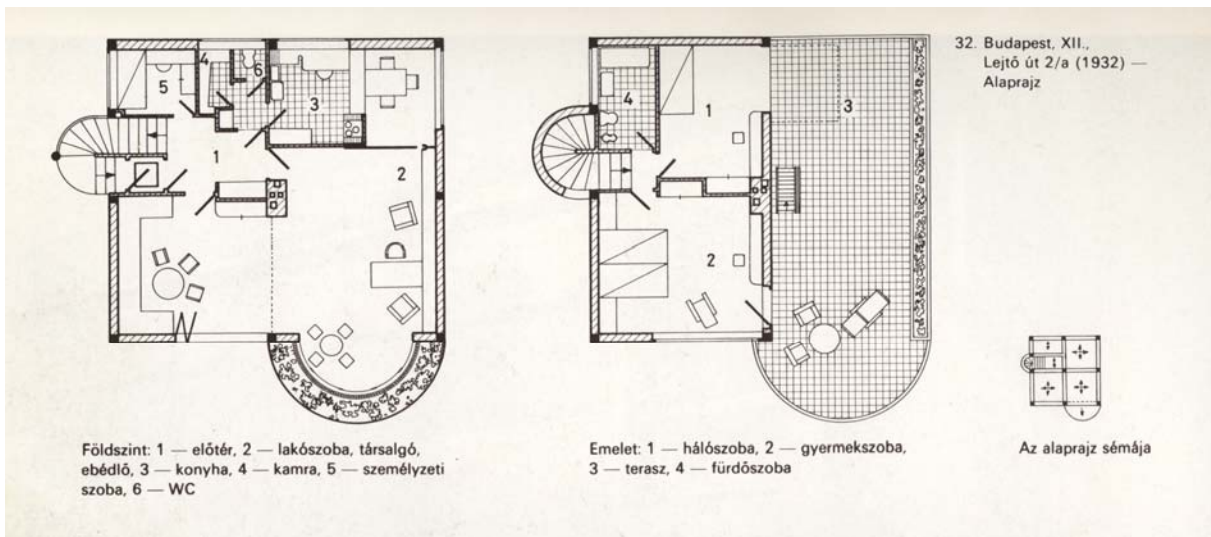 4
6
5
3
1
2
Földszint: 1 — előtér, 2 — lakószoba, társalgó,
ebédlő, 3 — konyha, 4 — kamra, 5 — személyzeti
szoba, 6 — WC
4
1
3
2
Emelet: 1 — hálószoba, 2 — gyermekszoba,
3 — terasz, 4 — fürdőszoba
32. Budapest, XII.,
Lejtő út 2/a (1932) —
Alaprajz
Az alaprajz sémája